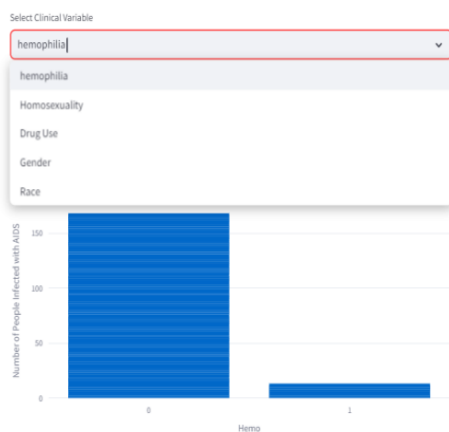 Select Clinical Variable
hemophilia
hemophilia
Homosexuality
Drug Use
Gender
Race
Number of People Infected with AIDS
150
100
50
0
0
1
Hemo